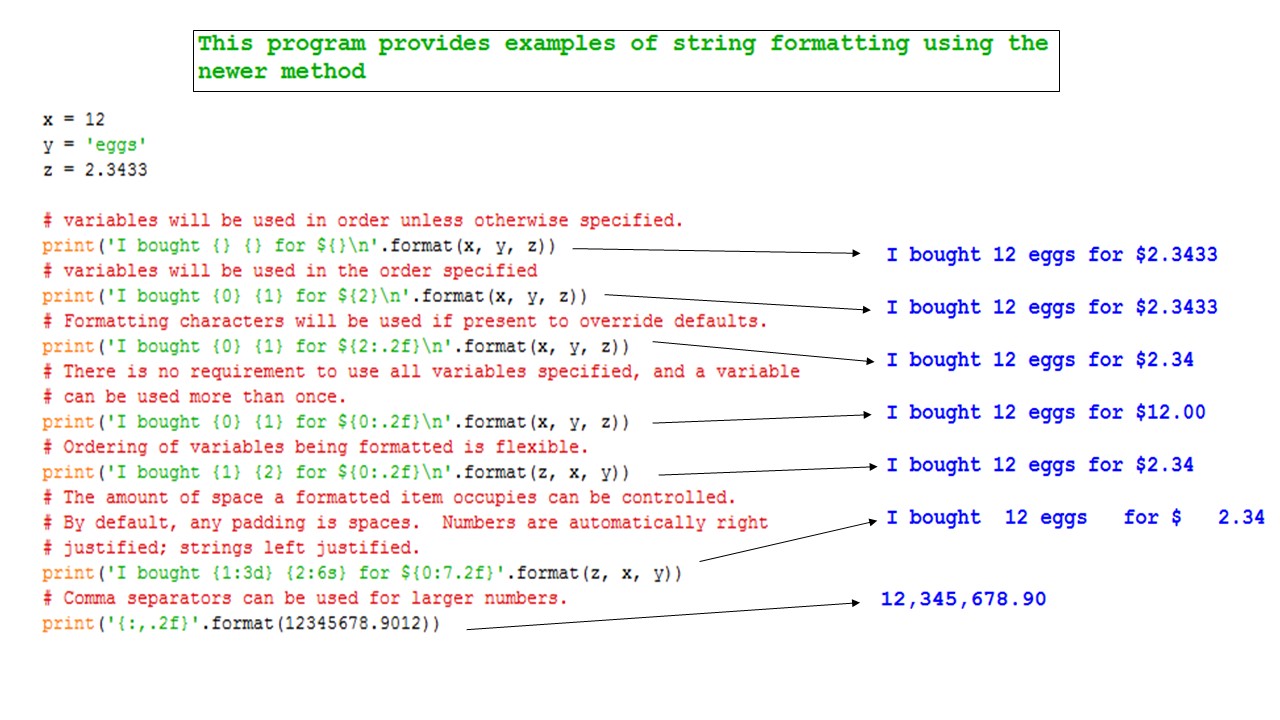 This program provides examples of string formatting using the
newer method
x = 12
y = 'eggs'
z = 2.3433
# variables will be used in order unless otherwise specified.
print('I bought {} {} for ${}\n'.format(x, y, z))
I bought 12 eggs for $2.3433
# variables will be used in the order specified
print('I bought {0} {1} for ${2}\n'.format(x, y, z))
I bought 12 eggs for $2.3433
# Formatting characters will be used if present to override defaults.
print('I bought {0} {1} for ${2:.2f}\n'.format(x, y, z))
I bought 12 eggs for $2.34
# There is no requirement to use all variables specified, and a variable
# can be used more than once.
print('I bought {0} {1} for ${0:.2f}\n'.format(x, y, z))
I bought 12 eggs for $12.00
# Ordering of variables being formatted is flexible.
print('I bought {1} {2} for ${0:.2f}\n'.format(z, x, y))
I bought 12 eggs for $2.34
# The amount of space a formatted item occupies can be controlled.
# By default, any padding is spaces.  Numbers are automatically right
# justified; strings left justified.
print('I bought {1:3d} {2:6s} for ${0:7.2f}'.format(z, x, y))
I bought  12 eggs   for $   2.34
# Comma separators can be used for larger numbers.
print('{:,.2f}'.format(12345678.9012))
12,345,678.90